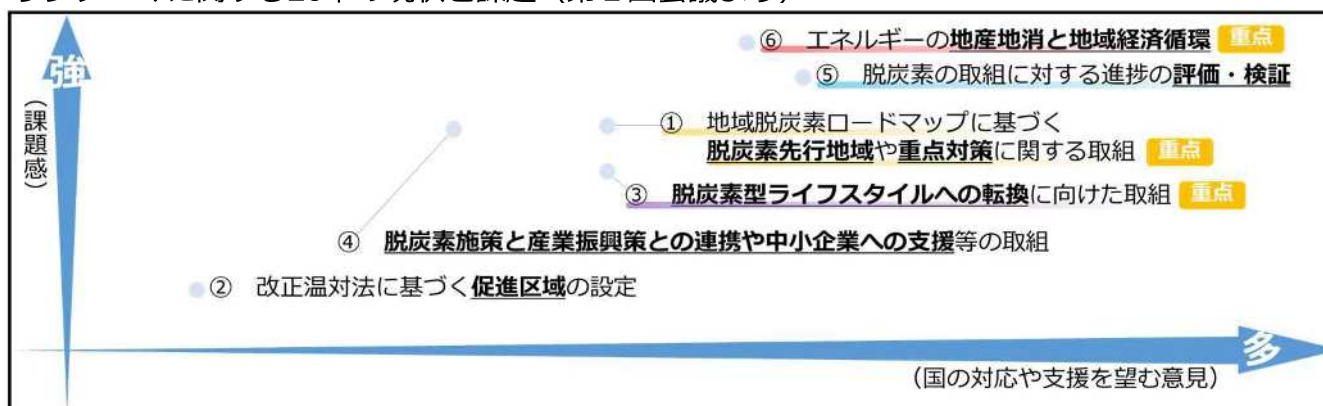 強
（課題感）
⑥ エネルギーの地産地消と地域経済循環 重点
⑤ 脱炭素の取組に対する進捗の評価・検証
① 地域脱炭素ロードマップに基づく
脱炭素先行地域や重点対策に関する取組 重点
③ 脱炭素型ライフスタイルへの転換に向けた取組 重点
④ 脱炭素施策と産業振興策との連携や中小企業への支援等の取組
② 改正温対法に基づく促進区域の設定
多
（国の対応や支援を望む意見）